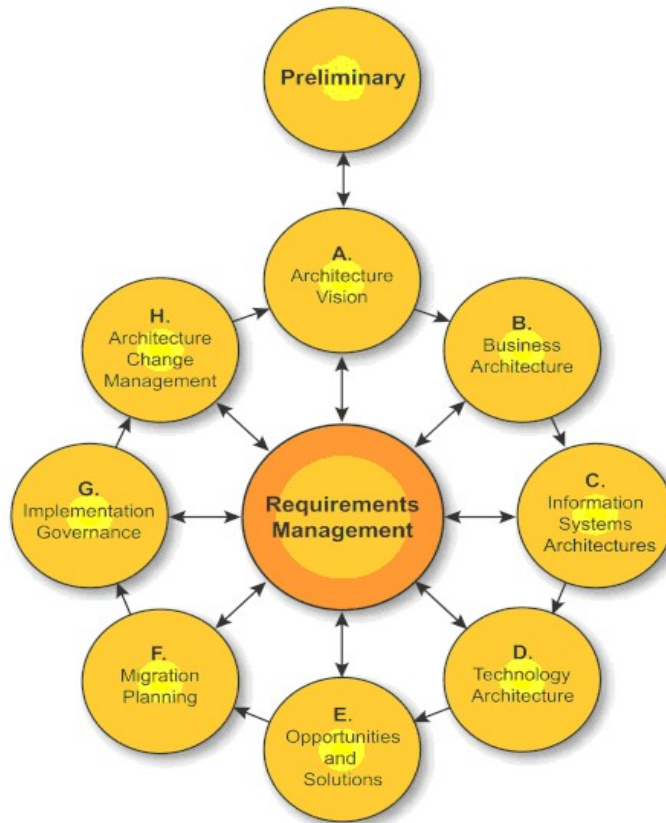 Preliminary
A.
Architecture
Vision
B.
Business
Architecture
C.
Information
Systems
Architectures
D.
Technology
Architecture
E.
Opportunities
and
Solutions
F.
Migration
Planning
G.
Implementation
Governance
H.
Architecture
Change
Management
Requirements
Management